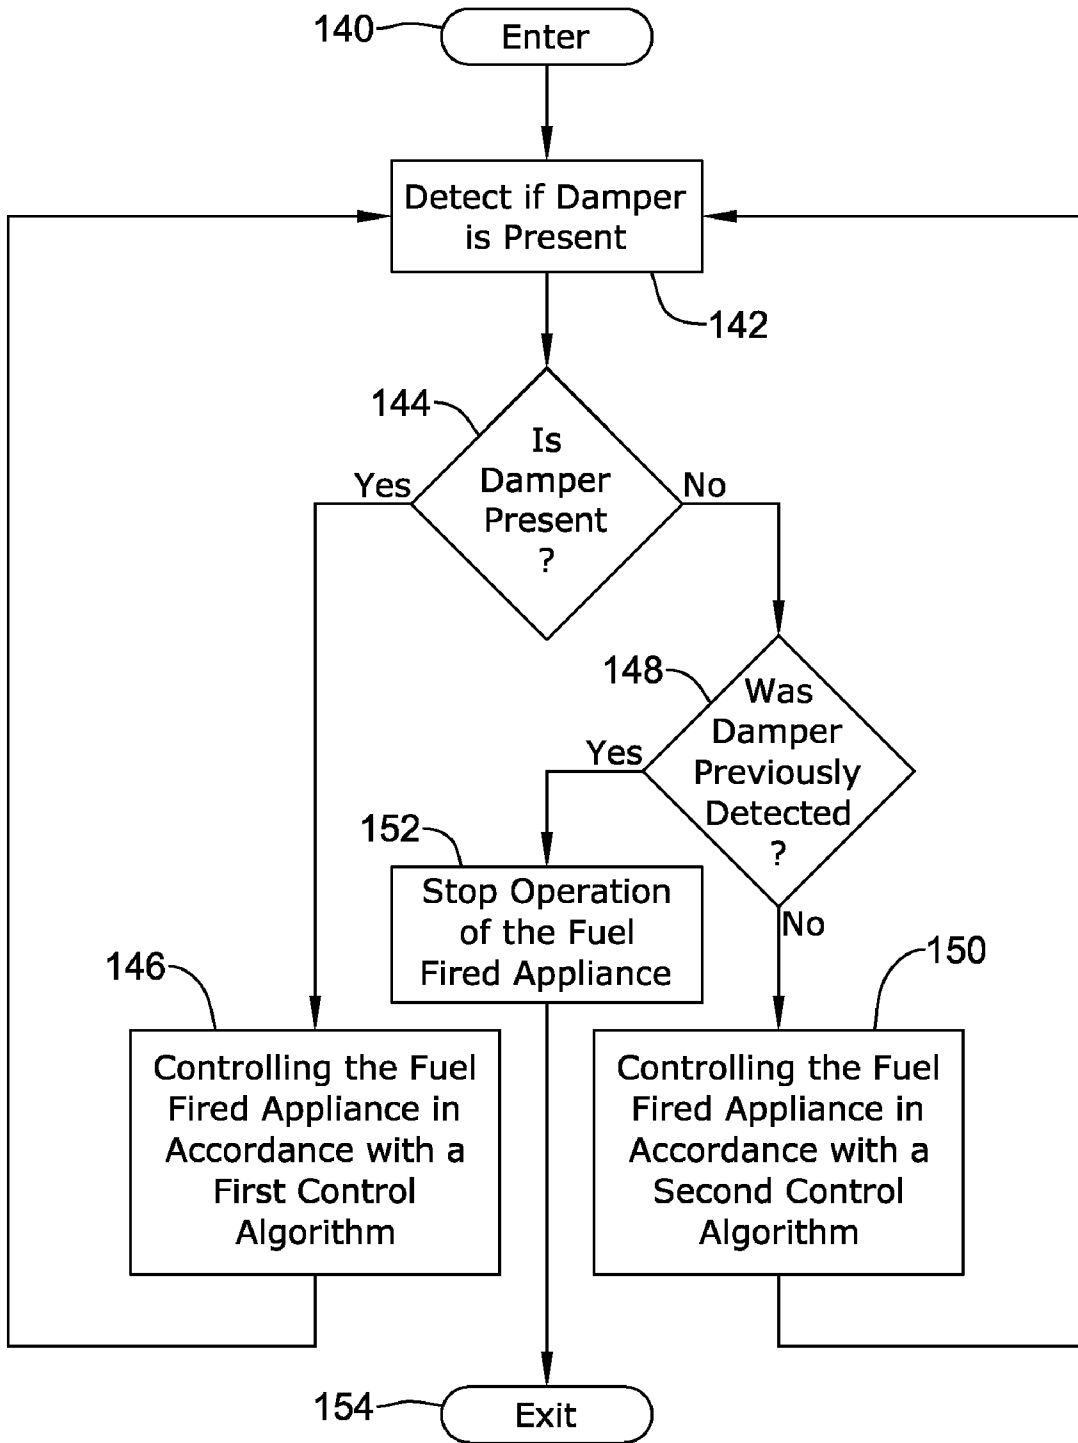 140
Enter
Detect if Damper
is Present
142
144
Is
Damper
Present
?
Yes
No
148
Was
Damper
Previously
Detected
?
Yes
No
152
Stop Operation
of the Fuel
Fired Appliance
146
Controlling the Fuel
Fired Appliance in
Accordance with a
First Control
Algorithm
150
Controlling the Fuel
Fired Appliance in
Accordance with a
Second Control
Algorithm
154
Exit